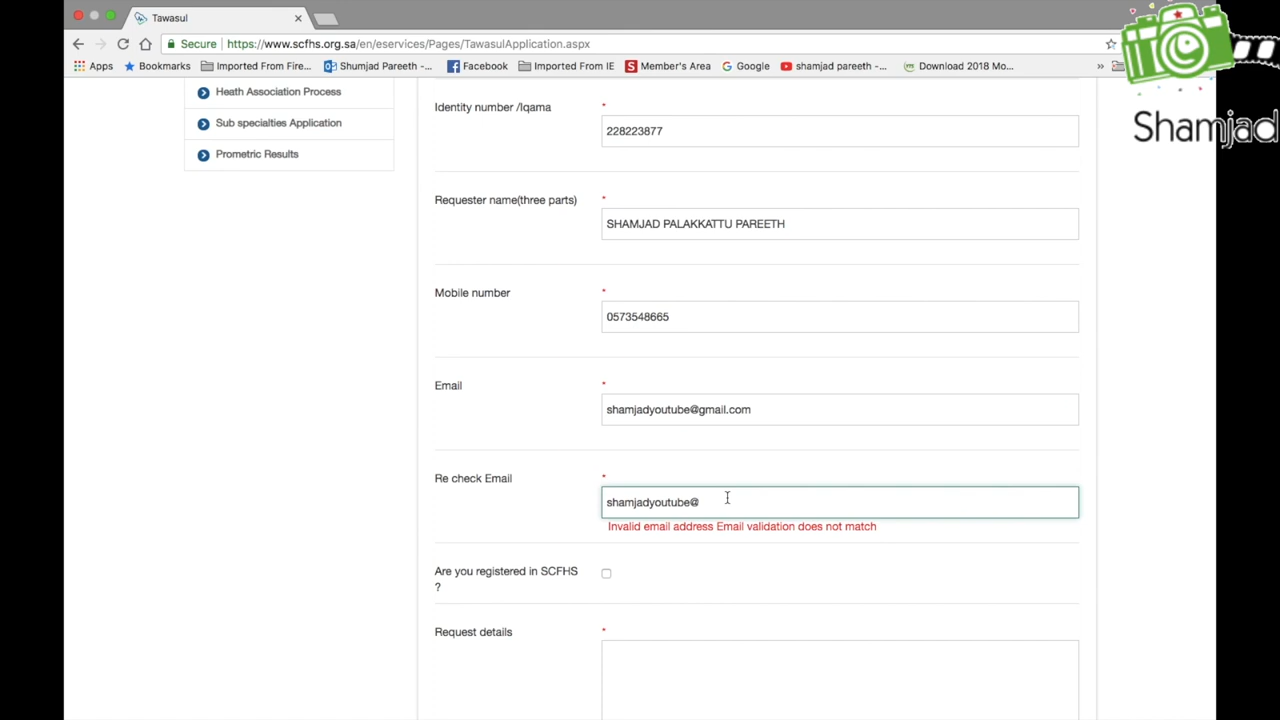 Tawasul
Secure https://www.scfhs.org.sa/en/eservices/Pages/TawasulApplication.aspx
Apps Bookmarks Imported From Fire... Shumjad Pareeth -... Facebook Imported From IE Member's Area Google shamjad pareeth -... Download 2018 Mo... »
Shamjad
Heath Association Process
Sub specialties Application
Prometric Results
Identity number /Iqama *
228223877
Requester name(three parts) *
SHAMJAD PALAKKATTU PAREETH
Mobile number *
0573548665
Email *
shamjadyoutube@gmail.com
Re check Email *
shamjadyoutube@
Invalid email address Email validation does not match
Are you registered in SCFHS
?
Request details *